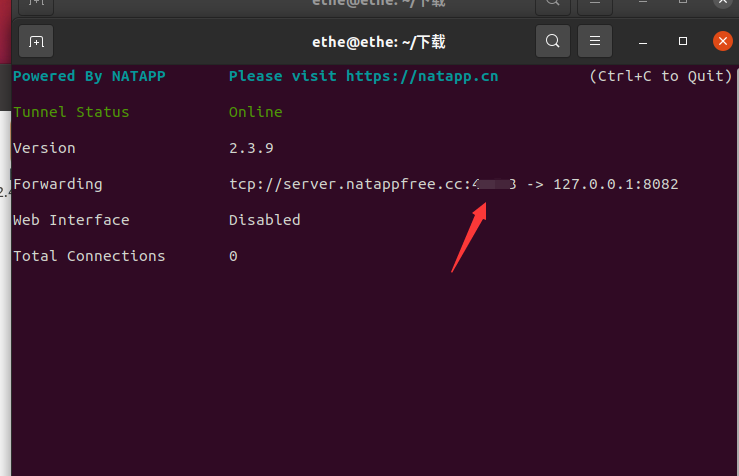 ethe@ethe: ~/下载
ethe@ethe: ~/下载
Powered By NATAPP Please visit https://natapp.cn (Ctrl+C to Quit)
Tunnel Status Online
Version 2.3.9
Forwarding tcp://server.natappfree.cc: -> 127.0.0.1:8082
2.4
Web Interface Disabled
Total Connections 0